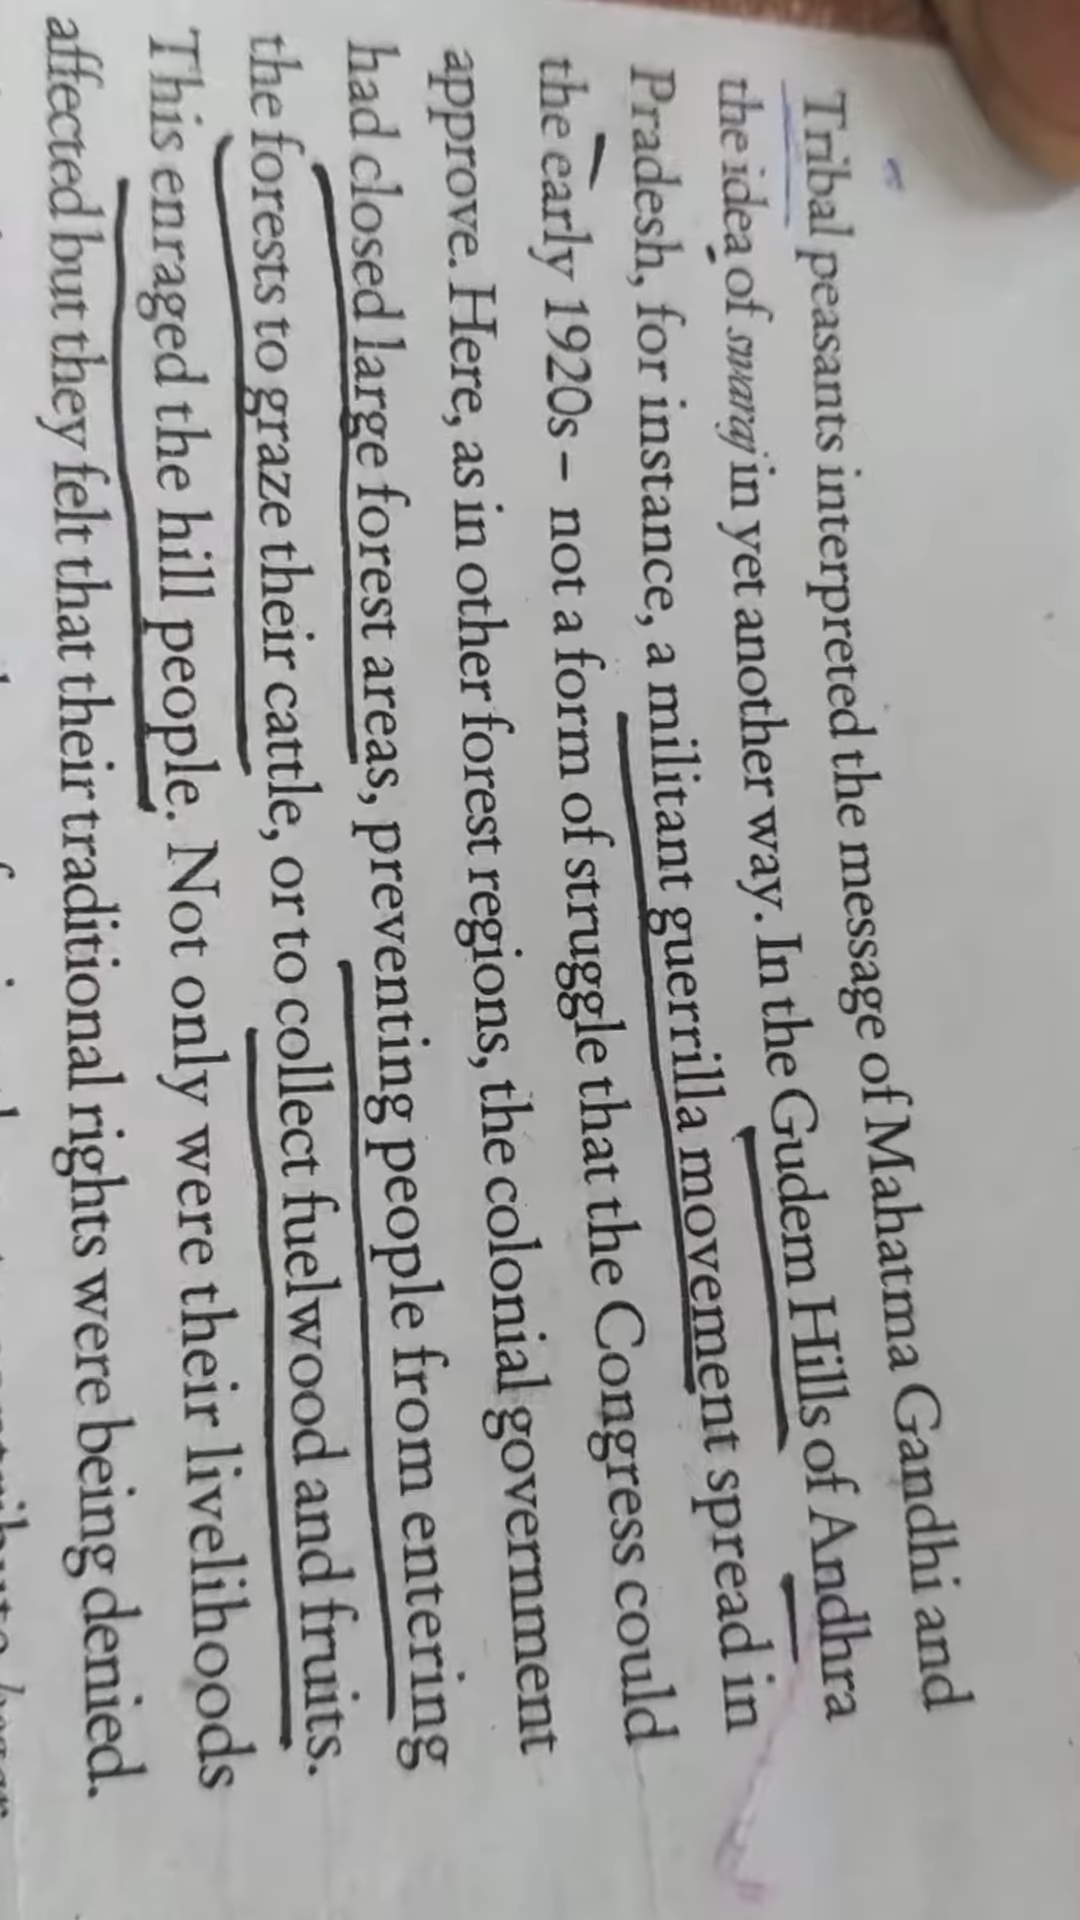 Tribal peasants interpreted the message of Mahatma Gandhi and
the idea of swaraj in yet another way. In the Gudem Hills of Andhra
Pradesh, for instance, a militant guerrilla movement spread in
the early 1920s – not a form of struggle that the Congress could
approve. Here, as in other forest regions, the colonial government
had closed large forest areas, preventing people from entering
the forests to graze their cattle, or to collect fuelwood and fruits.
This enraged the hill people. Not only were their livelihoods
affected but they felt that their traditional rights were being denied.